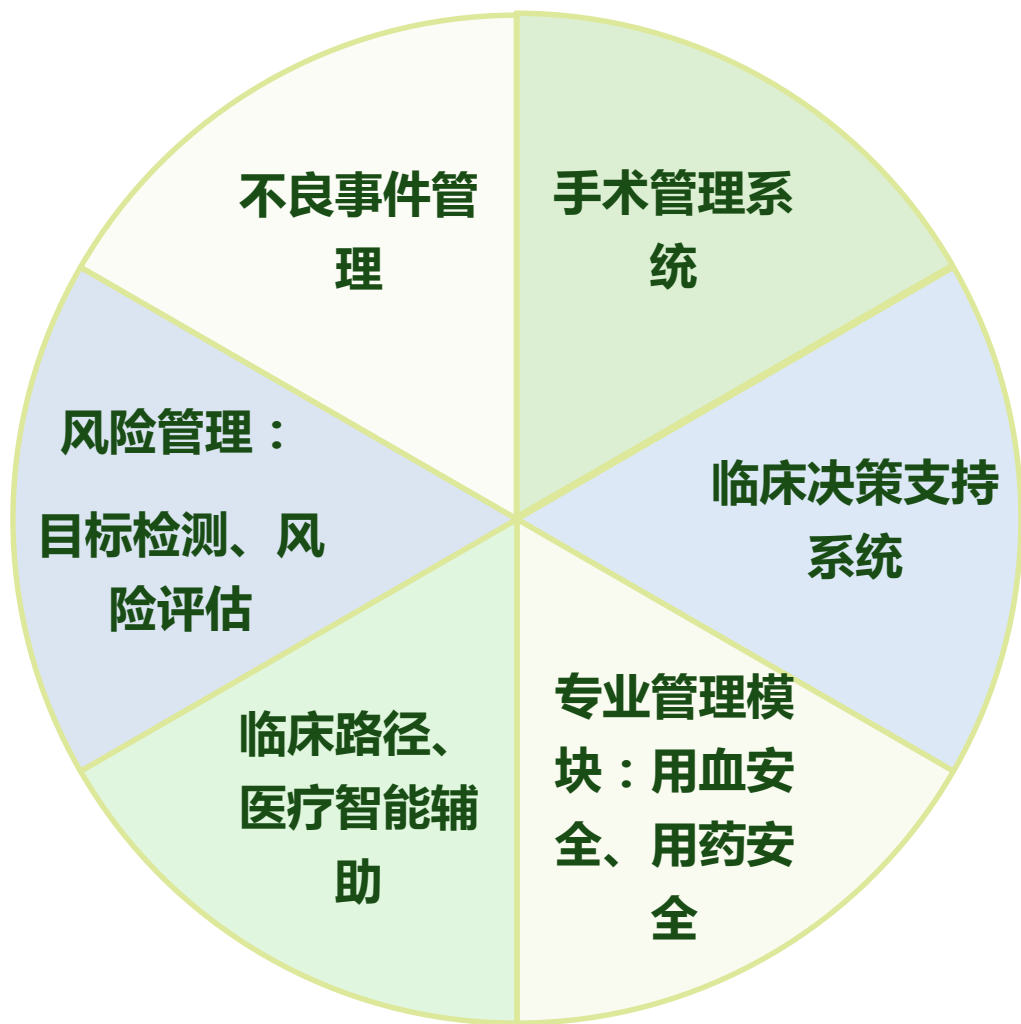 不良事件管
理
手术管理系
统
风险管理：
目标检测、风
险评估
临床决策支持
系统
临床路径、
医疗智能辅
助
专业管理模
块：用血安
全、用药安
全